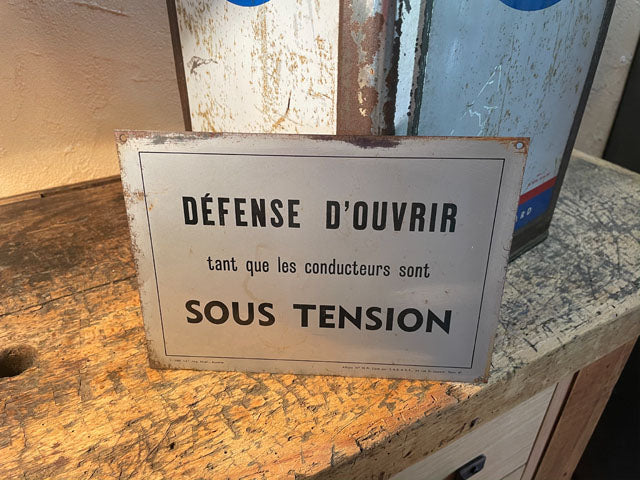 DÉFENSE D'OUVRIR
tant que les conducteurs sont
SOUS TENSION